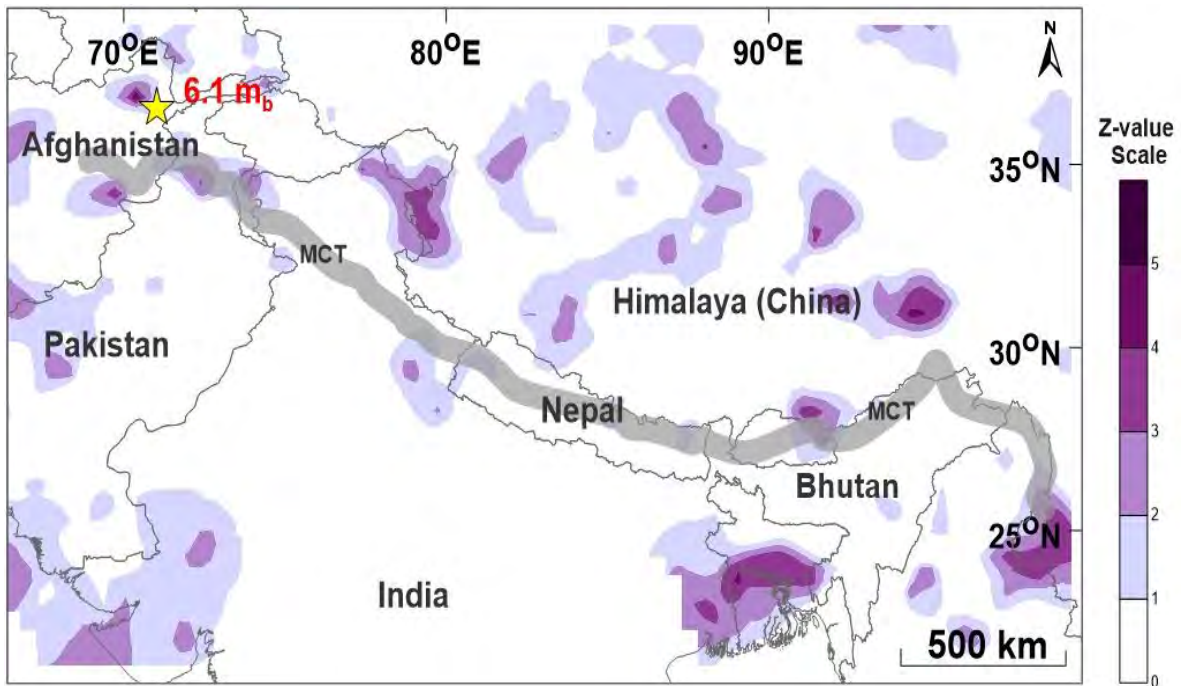 70°E
80°E
90°E
N
6.1 mb
Z-value
Scale
Afghanistan
35°N
MCT
5
Himalaya (China)
Pakistan
4
30°N
Nepal
MCT
3
Bhutan
2
25°N
India
1
500 km
0